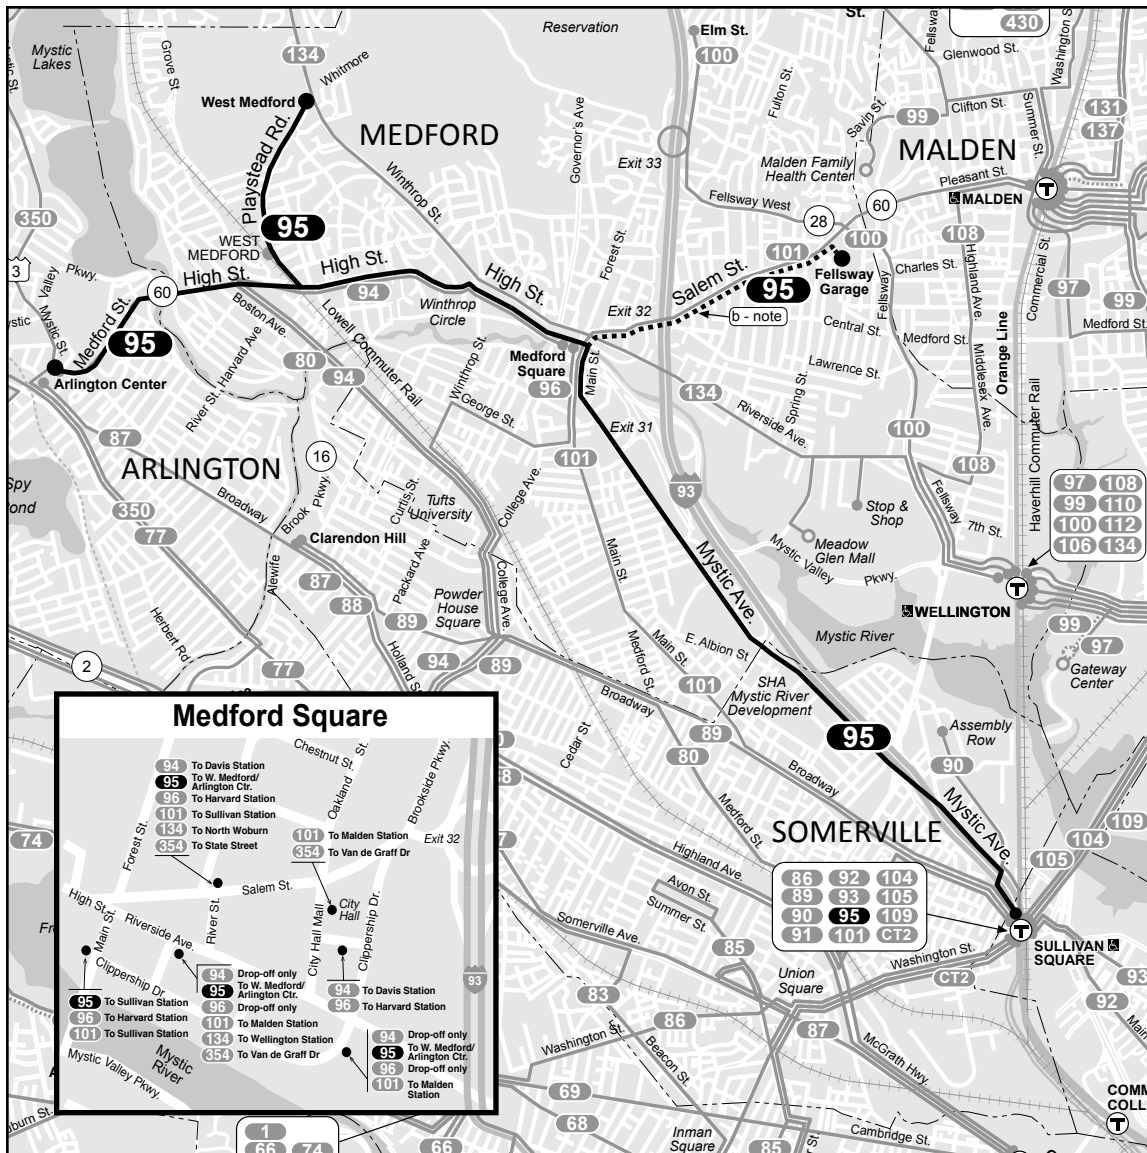 Mystic
Lakes
Grove St.
134
Whitmore
Reservation
Elm St.
100
St.
430
Fellsway
Glenwood St.
Washington St.
West Medford
Playstead Rd.
MEDFORD
Governor's Ave
Fulton St.
Savin St.
99
Clifton St.
Summer St.
131
137
Exit 33
Malden Family
Health Center
MALDEN
Pleasant St.
T
MALDEN
Winthrop St.
Fellsway West
28
60
350
95
WEST
MEDFORD
Forest St.
101
100
108
3
Pkwy.
Valley
Mystic St.
High St.
High St.
94
High St.
Salem St.
95
Fellsway
Garage
Charles St.
Highland Ave.
Commercial St.
97
99
60
Medford St.
95
Boston Ave.
Winthrop
Circle
Exit 32
b - note
Fellsway
Central St.
Medford St.
Medford St.
Arlington Center
River St.
Harvard Ave
80
94
Lowell Commuter Rail
Winthrop St.
Medford
Square
96
Main St.
Lawrence St.
Middlesex Ave.
Orange Line
George St.
134
Spring St.
Riverside Ave.
87
Exit 31
100
ARLINGTON
16
101
108
Haverhill Commuter Rail
Spy
ond
350
77
Broadway
Brook
Pkwy.
Curtis St.
Tufts
University
College Ave.
93
Stop &
Shop
Fellsway
7th St.
97 108
99 110
100 112
106 134
Clarendon Hill
Alewife
Packard Ave
Main St.
Mystic Ave.
Meadow
Glen Mall
Mystic Valley
Pkwy.
87
88
89
Powder
House
Square
College Ave.
T
WELLINGTON
Herbert Rd
Holland St.
Medford St.
Main St.
E. Albion St
Mystic River
99
97
2
77
94
89
101
SHA
Mystic River
Development
Gateway
Center
Broadway
89
95
Assembly
Row
Cedar St.
80
Broadway
90
Mystic Ave.
Medford St.
SOMERVILLE
109
104
105
74
Highland Ave.
86 92 104
89 93 105
90 95 109
91 101 CT2
Avon St.
Summer St.
Somerville Ave.
85
Washington St.
T
SULLIVAN
SQUARE
CT2
93
92
Main
Union
Square
83
86
87
Washington St.
Beacon St.
McGrath Hwy.
69
68
COMM
COLL
T
Inman
Square
85
Cambridge St.
1
66 74
66
uburn St.
Medford Square
Chestnut St.
Oakland St.
Brookside Pkwy.
94 To Davis Station
95 To W. Medford/
Arlington Ctr.
96 To Harvard Station
101 To Sullivan Station
134 To North Woburn
354 To State Street
101 To Malden Station
354 To Van de Graff Dr
Exit 32
Forest St.
Salem St.
High St.
Main St.
Riverside Ave.
River St.
City
Hall
City Hall Mall
Clippership Dr.
Clippership Dr
93
95 To Sullivan Station
96 To Harvard Station
101 To Sullivan Station
94 Drop-off only
95 To W. Medford/
Arlington Ctr.
96 Drop-off only
101 To Malden Station
134 To Wellington Station
354 To Van de Graff Dr
94 To Davis Station
96 To Harvard Station
94 Drop-off only
95 To W. Medford/
Arlington Ctr.
96 Drop-off only
101 To Malden
Station
Mystic
River
Mystic Valley Pkwy.